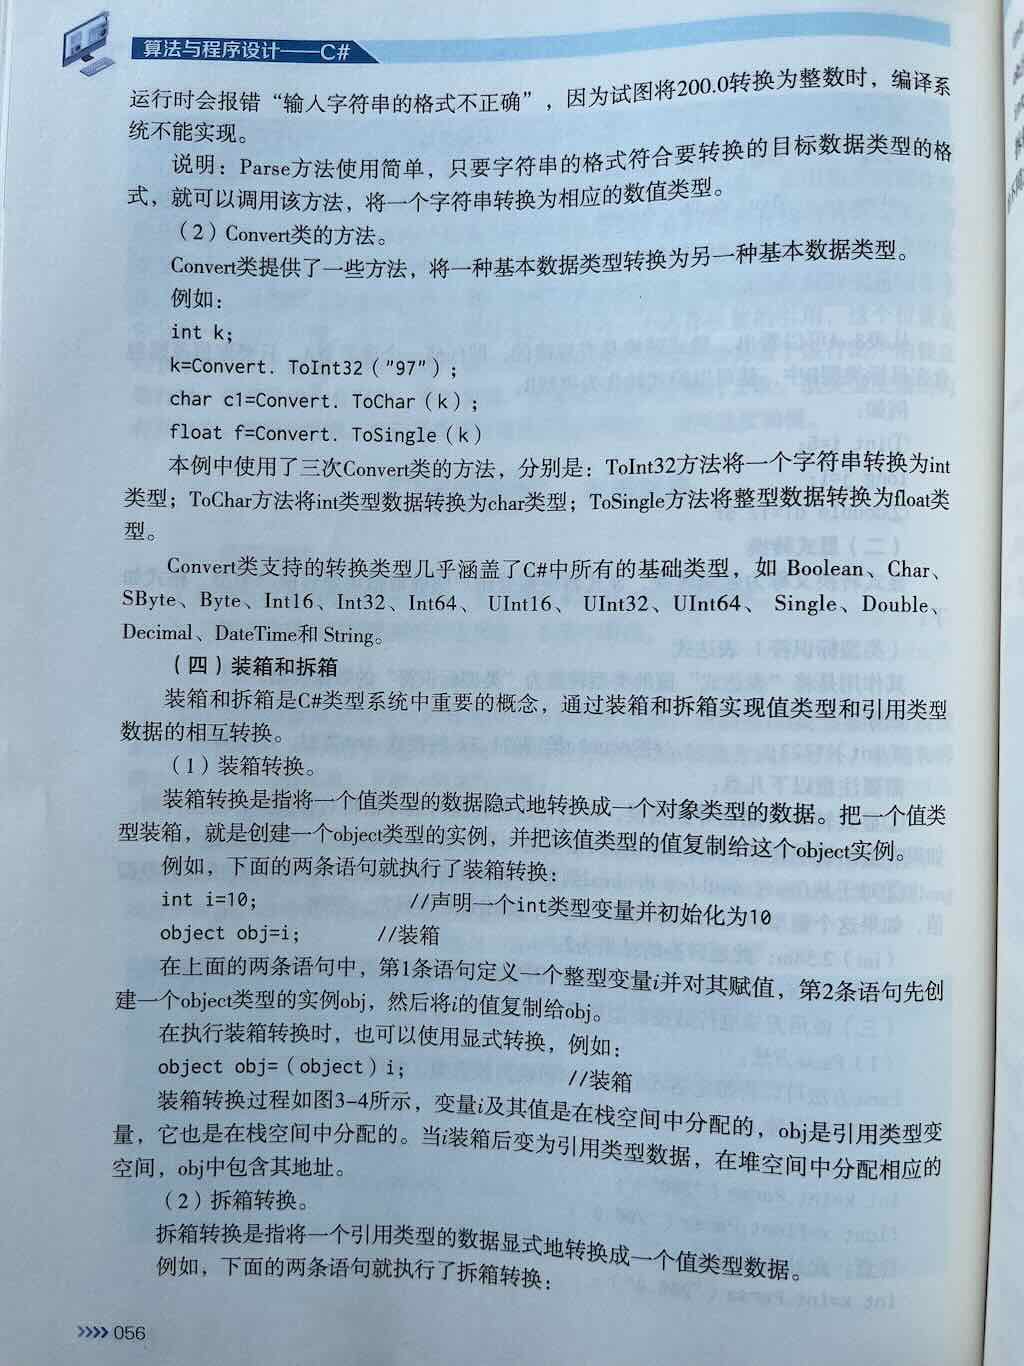 算法与程序设计——C#
运行时会报错“输入字符串的格式不正确”，因为试图将200.0转换为整数时，编译系
统不能实现。
说明：Parse方法使用简单，只要字符串的格式符合要转换的目标数据类型的格
式，就可以调用该方法，将一个字符串转换为相应的数值类型。
（2）Convert类的方法。
Convert类提供了一些方法，将一种基本数据类型转换为另一种基本数据类型。
例如：
int k；
k=Convert. ToInt32（"97"）；
char c1=Convert. ToChar（k）；
float f=Convert. ToSingle（k）
本例中使用了三次Convert类的方法，分别是：ToInt32方法将一个字符串转换为int
类型；ToChar方法将int类型数据转换为char类型；ToSingle方法将整型数据转换为float类
型。
Convert类支持的转换类型几乎涵盖了C#中所有的基础类型，如 Boolean、Char、
SByte、Byte、Int16、Int32、Int64、 UInt16、 UInt32、UInt64、 Single、Double、
Decimal、DateTime和 String。
（四）装箱和拆箱
装箱和拆箱是C#类型系统中重要的概念，通过装箱和拆箱实现值类型和引用类型
数据的相互转换。
（1）装箱转换。
装箱转换是指将一个值类型的数据隐式地转换成一个对象类型的数据。把一个值类
型装箱，就是创建一个object类型的实例，并把该值类型的值复制给这个object实例。
例如，下面的两条语句就执行了装箱转换：
int i=10； //声明一个int类型变量并初始化为10
object obj=i； //装箱
在上面的两条语句中，第1条语句定义一个整型变量i并对其赋值，第2条语句先创
建一个object类型的实例obj，然后将i的值复制给obj。
在执行装箱转换时，也可以使用显式转换，例如：
object obj=（object）i； //装箱
装箱转换过程如图3-4所示，变量i及其值是在栈空间中分配的，obj是引用类型变
量，它也是在栈空间中分配的。当i装箱后变为引用类型数据，在堆空间中分配相应的
空间，obj中包含其地址。
（2）拆箱转换。
拆箱转换是指将一个引用类型的数据显式地转换成一个值类型数据。
例如，下面的两条语句就执行了拆箱转换：
056